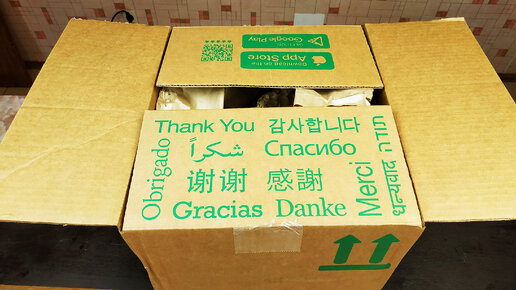 Download on the
App Store
GET IT ON
Google Play
Thank You 감사합니다
Obrigado
شكراً Спасибо
谢谢 感謝
Gracias Danke
Merci
धन्यवाद תודה